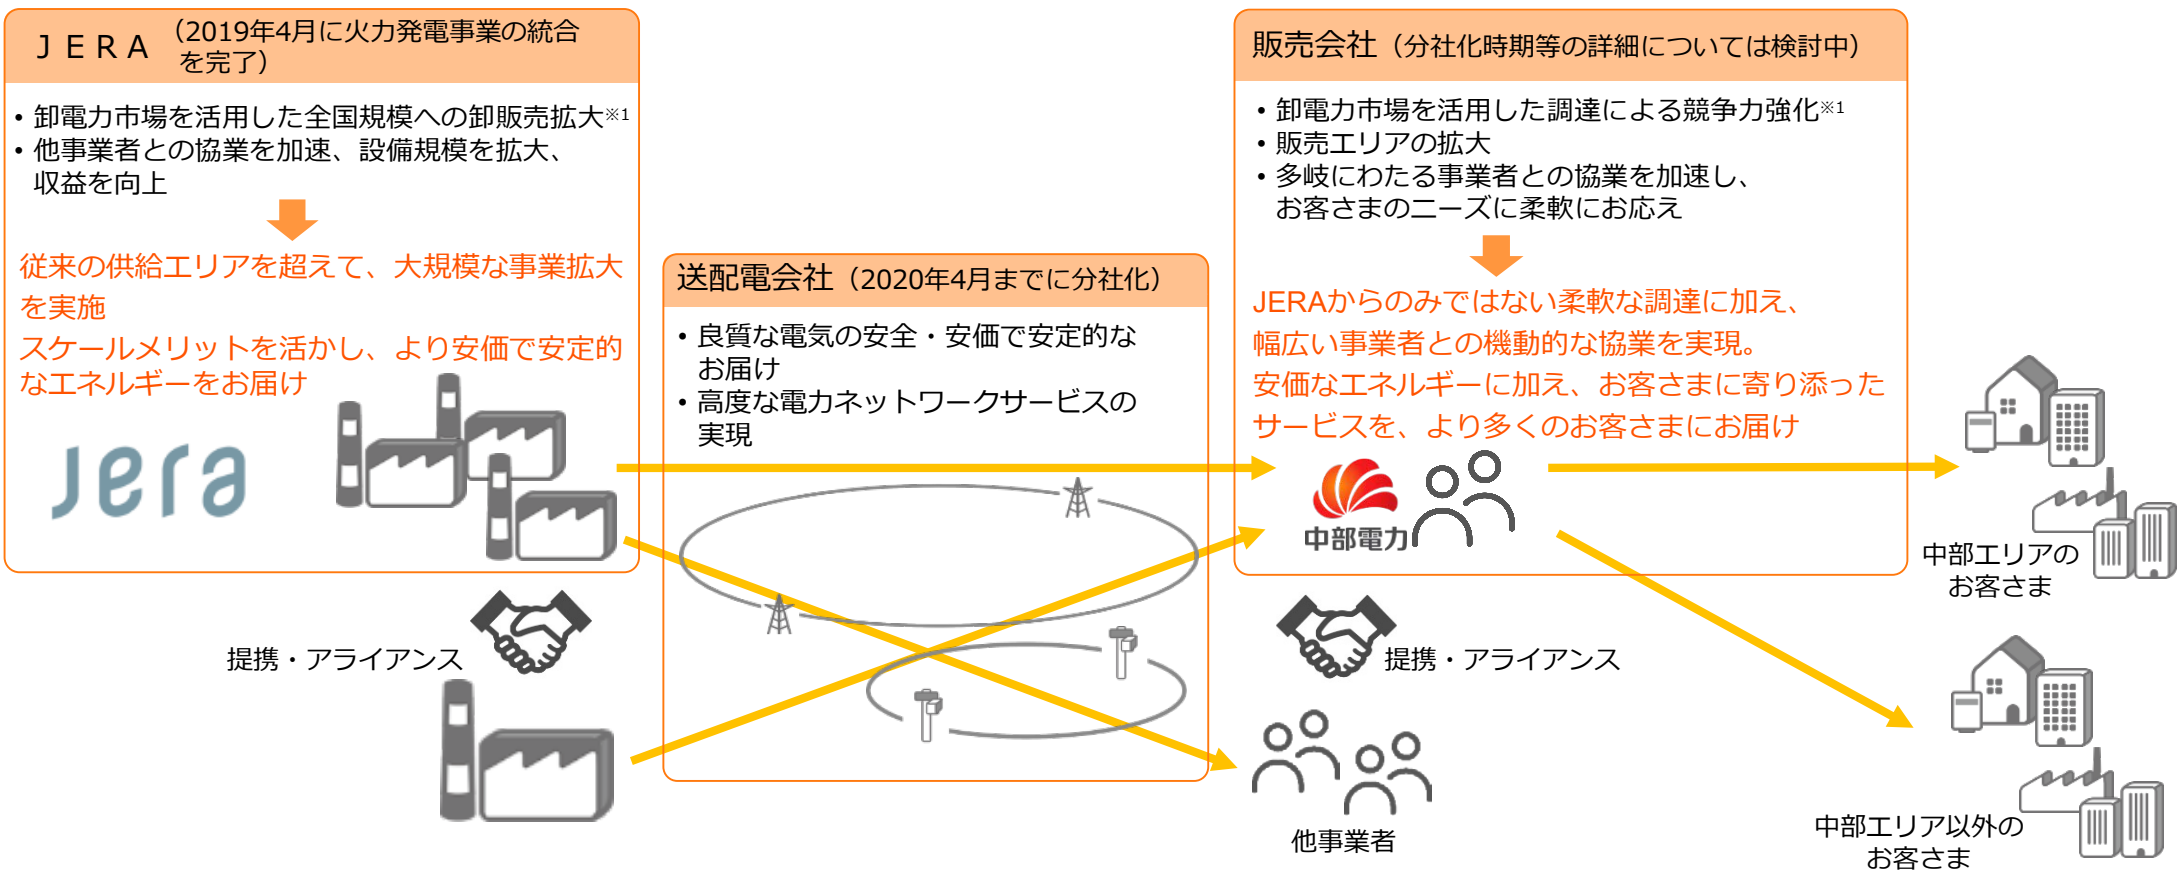 ＪＥＲＡ（2019年4月に火力発電事業の統合
を完了）
・卸電力市場を活用した全国規模への卸販売拡大※1
・他事業者との協業を加速、設備規模を拡大、
収益を向上
従来の供給エリアを超えて、大規模な事業拡大
を実施
スケールメリットを活かし、より安価で安定的
なエネルギーをお届け
Jera
提携・アライアンス
送配電会社（2020年4月までに分社化）
・良質な電気の安全・安価で安定的な
お届け
・高度な電力ネットワークサービスの
実現
販売会社（分社化時期等の詳細については検討中）
・卸電力市場を活用した調達による競争力強化※1
・販売エリアの拡大
・多岐にわたる事業者との協業を加速し、
お客さまのニーズに柔軟にお応え
JERAからのみではない柔軟な調達に加え、
幅広い事業者との機動的な協業を実現。
安価なエネルギーに加え、お客さまに寄り添った
サービスを、より多くのお客さまにお届け
中部電力
提携・アライアンス
他事業者
中部エリアの
お客さま
中部エリア以外の
お客さま